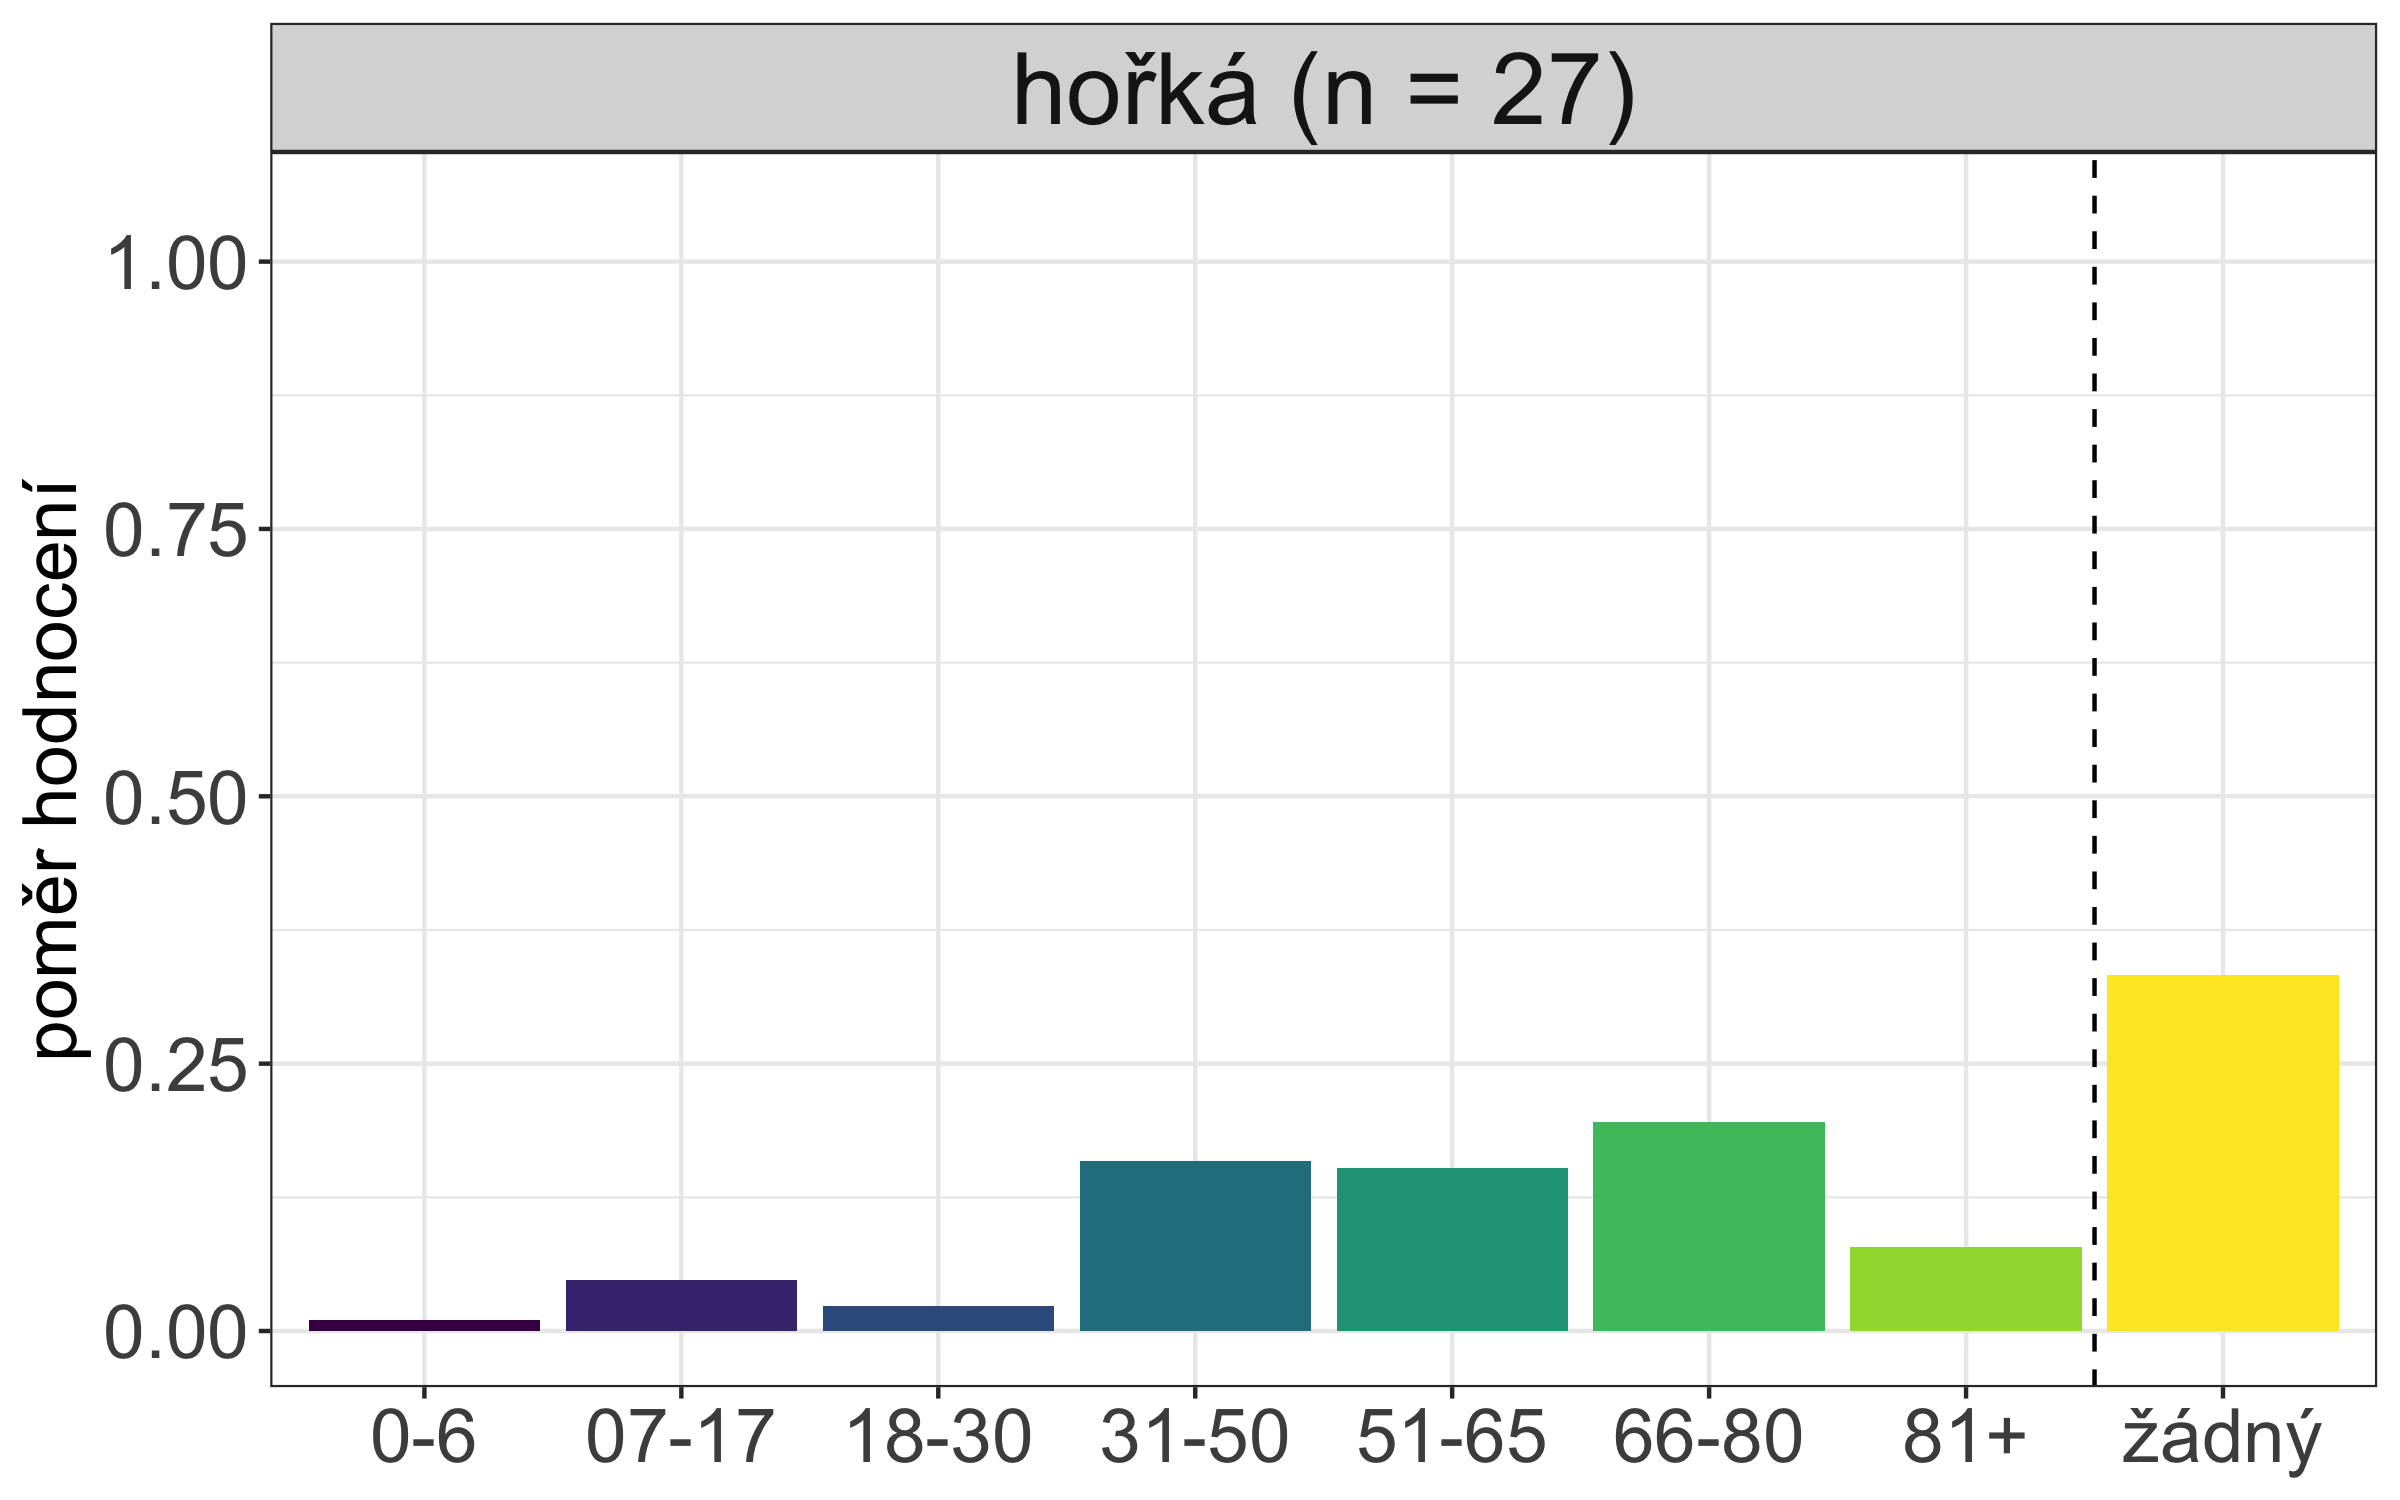 hořká (n = 27)
poměr hodnocení
1.00
0.75
0.50
0.25
0.00
0-6 07-17 18-30 31-50 51-65 66-80 81+ žádný